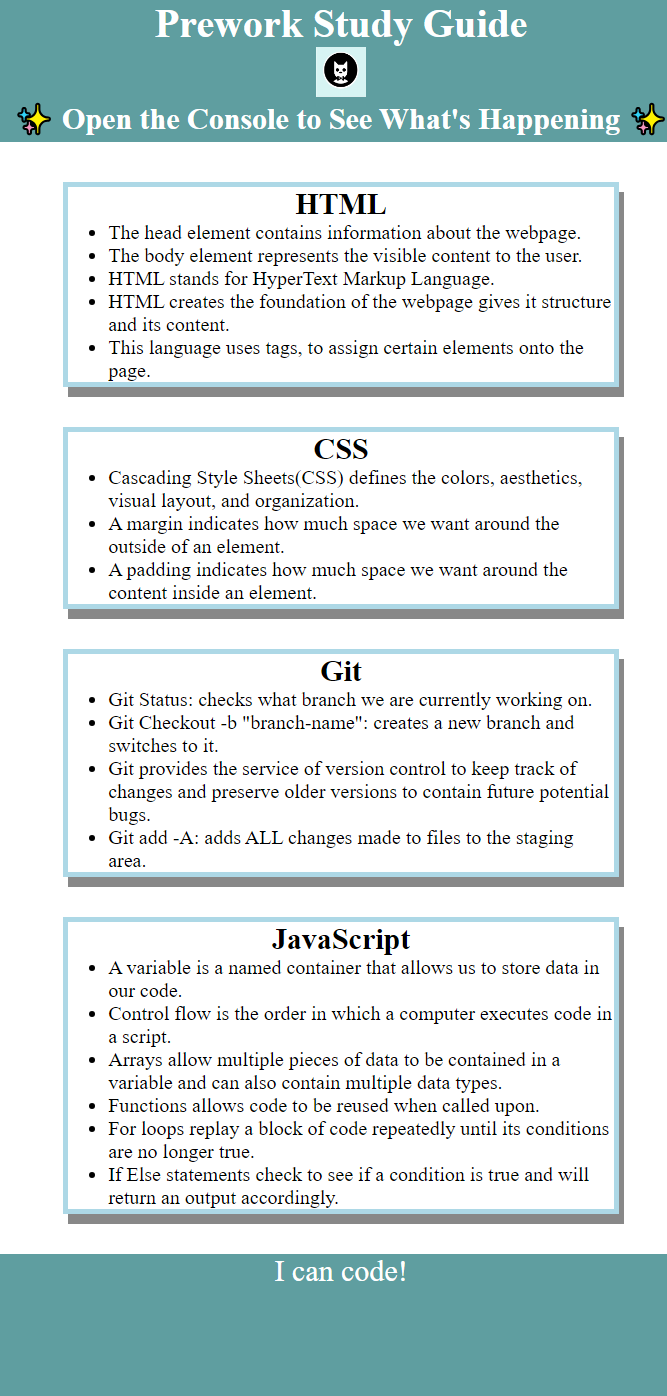 Prework Study Guide
✨ Open the Console to See What's Happening ✨
HTML
• The head element contains information about the webpage.
• The body element represents the visible content to the user.
• HTML stands for HyperText Markup Language.
• HTML creates the foundation of the webpage gives it structure
and its content.
• This language uses tags, to assign certain elements onto the
page.
CSS
• Cascading Style Sheets(CSS) defines the colors, aesthetics,
visual layout, and organization.
• A margin indicates how much space we want around the
outside of an element.
• A padding indicates how much space we want around the
content inside an element.
Git
• Git Status: checks what branch we are currently working on.
• Git Checkout -b "branch-name": creates a new branch and
switches to it.
• Git provides the service of version control to keep track of
changes and preserve older versions to contain future potential
bugs.
• Git add -A: adds ALL changes made to files to the staging
area.
JavaScript
• A variable is a named container that allows us to store data in
our code.
• Control flow is the order in which a computer executes code in
a script.
• Arrays allow multiple pieces of data to be contained in a
variable and can also contain multiple data types.
• Functions allows code to be reused when called upon.
• For loops replay a block of code repeatedly until its conditions
are no longer true.
• If Else statements check to see if a condition is true and will
return an output accordingly.
I can code!